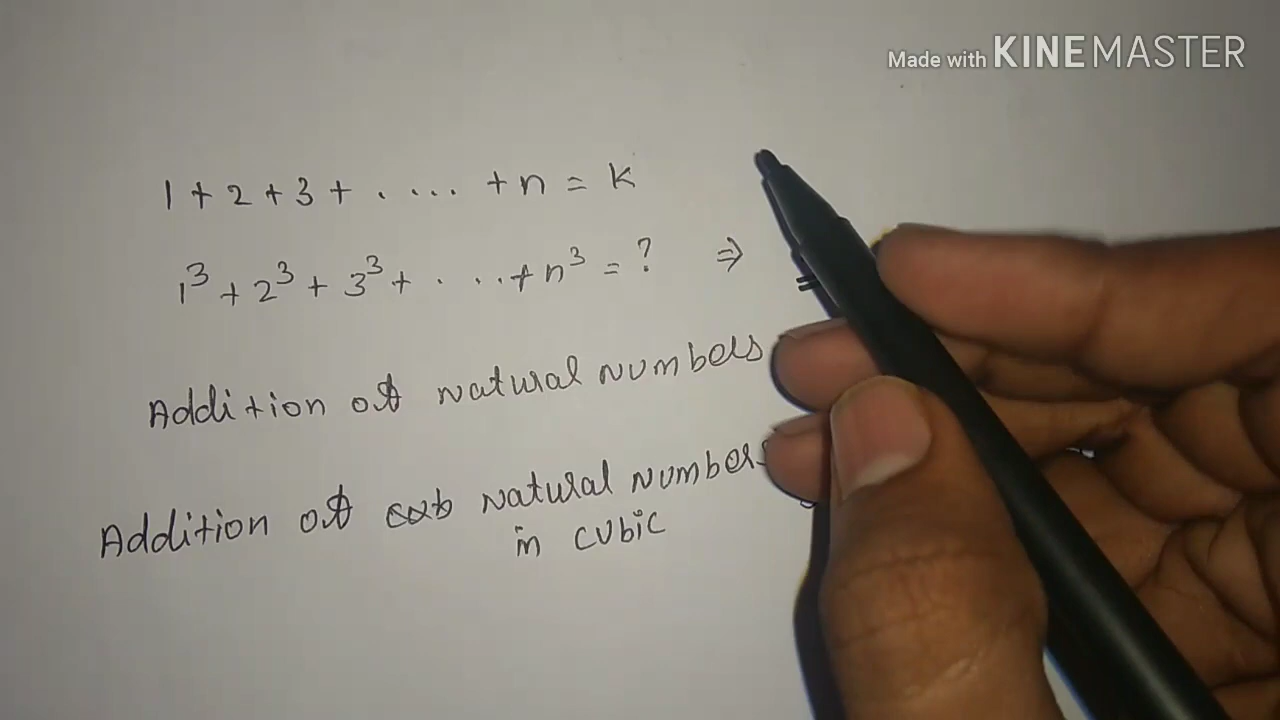 Made with KINEMASTER
1 + 2 + 3 + . .... + n = k
1³ + 2³ + 3³ + . . .. + n³ = ? ⇒ =
Addition of natural numbers
Addition of natural numbers
in cubic